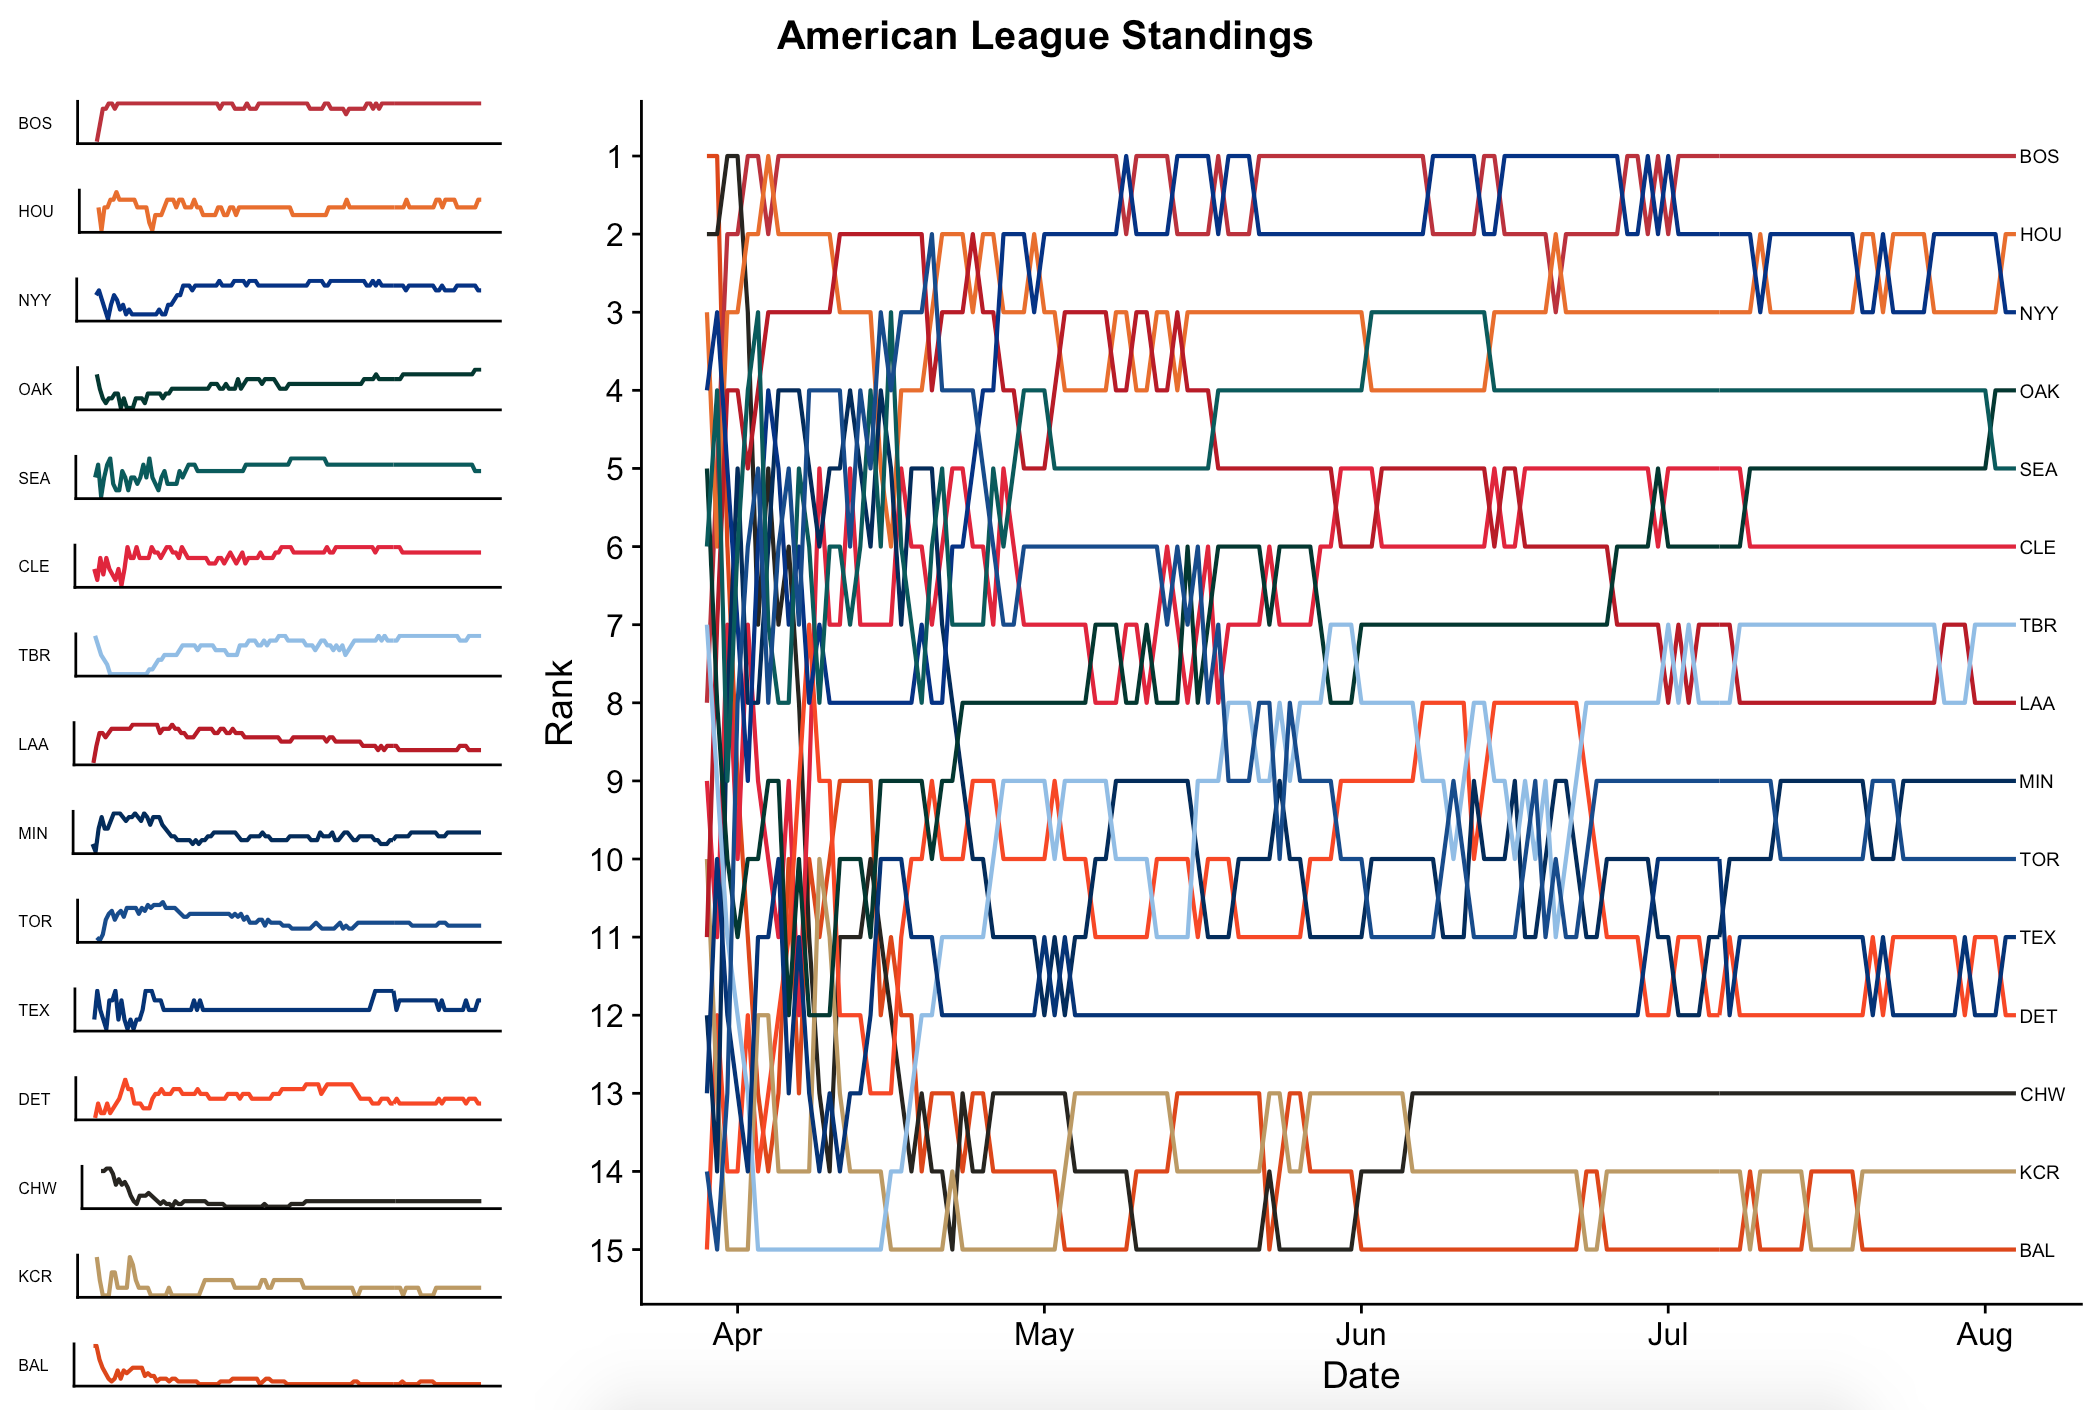 American League Standings
BOS
HOU
NYY
OAK
SEA
CLE
TBR
LAA
MIN
TOR
TEX
DET
CHW
KCR
BAL
Rank
1
2
3
4
5
6
7
8
9
10
11
12
13
14
15
BOS
HOU
NYY
OAK
SEA
CLE
TBR
LAA
MIN
TOR
TEX
DET
CHW
KCR
BAL
Apr May Jun Jul Aug
Date